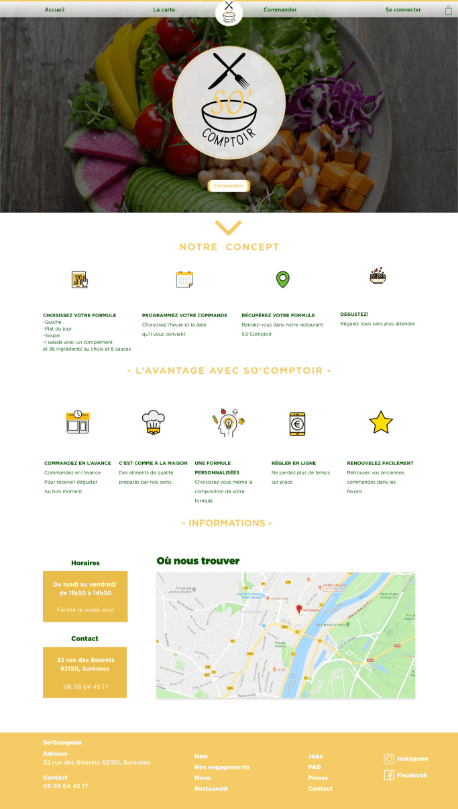 Accueil
La carte
Commander
Se connecter
SO'
COMPTOIR
Commander
NOTRE CONCEPT
CHOISISSEZ VOTRE FORMULE
-Quiche
-Plat du jour
-Soupe
-1 salade avec un complément
et 36 ingrédients au choix et 8 sauces
PROGRAMMEZ VOTRE COMMANDE
Choisissez l'heure et la date
qu'il vous convient
RÉCUPÉREZ VOTRE FORMULE
Rendez-vous dans notre restaurant
SO Comptoir
DEGUSTEZ!
Régalez vous sans plus attendre
- L'AVANTAGE AVEC SO'COMPTOIR -
COMMANDEZ EN L'AVANCE
Commandez en l'avance
Pour recevoir déguster
Au bon moment
C'EST COMME À LA MAISON
Des aliments de qualité
préparés par nos soins.
UNE FORMULE
PERSONNALISÉES
Choisissez vous même la
composition de votre
formule
RÉGLER EN LIGNE
Ne perdez plus de temps
sur place
RENOUVELEZ FACILEMENT
Retrouver vos anciennes
commandes dans les
favoris
- INFORMATIONS -
Horaires
Du lundi au vendredi
de 11h30 à 14h30
Fermé le week-end
Contact
32 rue des Bourets
92150, Suresnes
06 98 64 45 17
Où nous trouver
So'Comptoir
Adresse
32 rue des Bourets 92150, Suresnes
Contact
06 98 64 45 17
New
Nos engagements
Menu
Restaurant
Jobs
FAQ
Presse
Contact
Instagram
Facebook